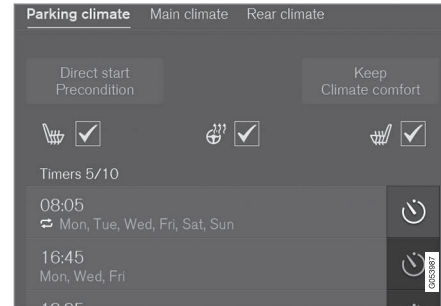 Parking climate Main climate Rear climate
Direct start Keep
Precondition Climate comfort
Timers 5/10
08:05
Mon, Tue, Wed, Fri, Sat, Sun
16:45
Mon, Wed, Fri
G053987